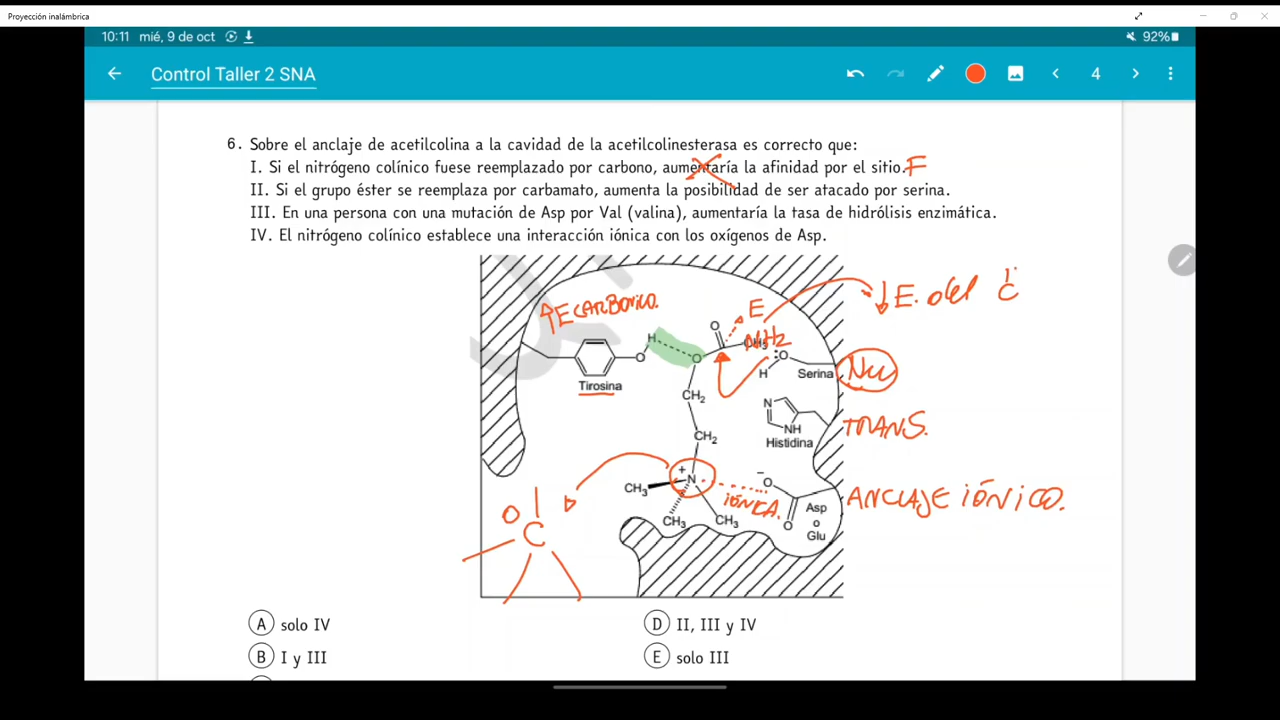 Proyección inalámbrica
10:11 mié, 9 de oct 92%
Control Taller 2 SNA 4
6. Sobre el anclaje de acetilcolina a la cavidad de la acetilcolinesterasa es correcto que:
I. Si el nitrógeno colínico fuese reemplazado por carbono, aumentaría la afinidad por el sitio. F
II. Si el grupo éster se reemplaza por carbamato, aumenta la posibilidad de ser atacado por serina.
III. En una persona con una mutación de Asp por Val (valina), aumentaría la tasa de hidrólisis enzimática.
IV. El nitrógeno colínico establece una interacción iónica con los oxígenos de Asp.
↓ E. del C
↑E CARBONICO.
E
O
NH2
H
O
O
:O
H
Serina
Nu
Tirosina
CH2
N
NH
Histidina
TRANS.
CH2
+
N
CH3
CH3
CH3
IÓNICA.
−
O
O
Asp
o
Glu
ANCLAJE IÓNICO.
O
C
A solo IV
D II, III y IV
B I y III
E solo III